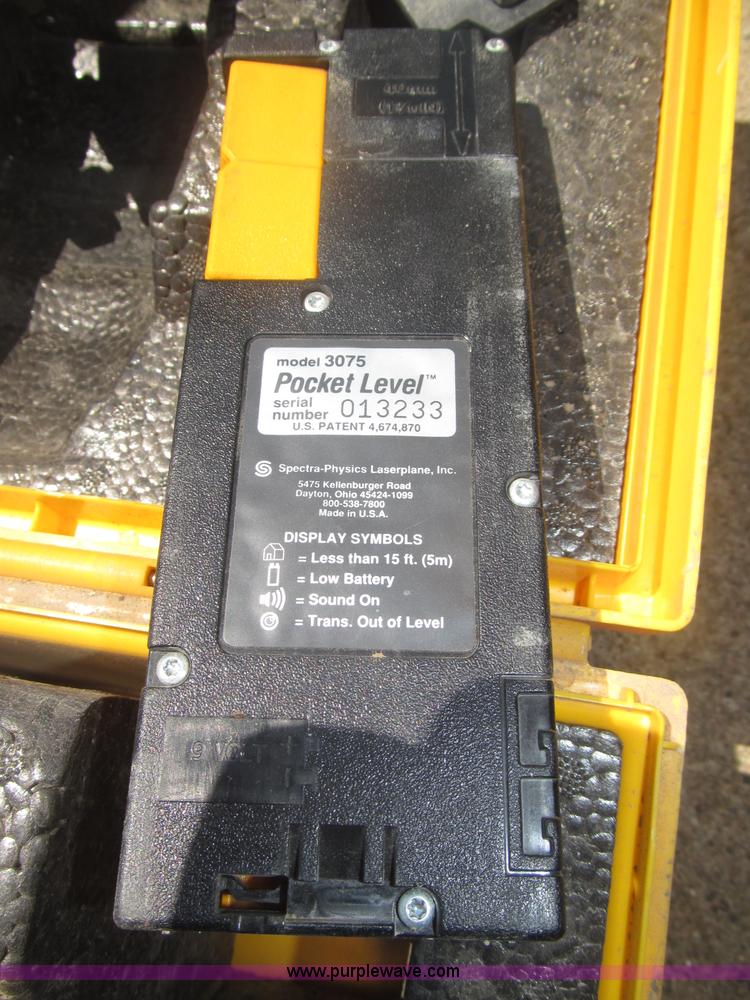 model 3075
Pocket Level™
serial
number 013233
U.S. PATENT 4,674,870
Spectra-Physics Laserplane, Inc.
5475 Kellenburger Road
Dayton, Ohio 45424-1099
800-538-7800
Made in U.S.A.
DISPLAY SYMBOLS
= Less than 15 ft. (5m)
= Low Battery
= Sound On
= Trans. Out of Level
9 VOLT
www.purplewave.com